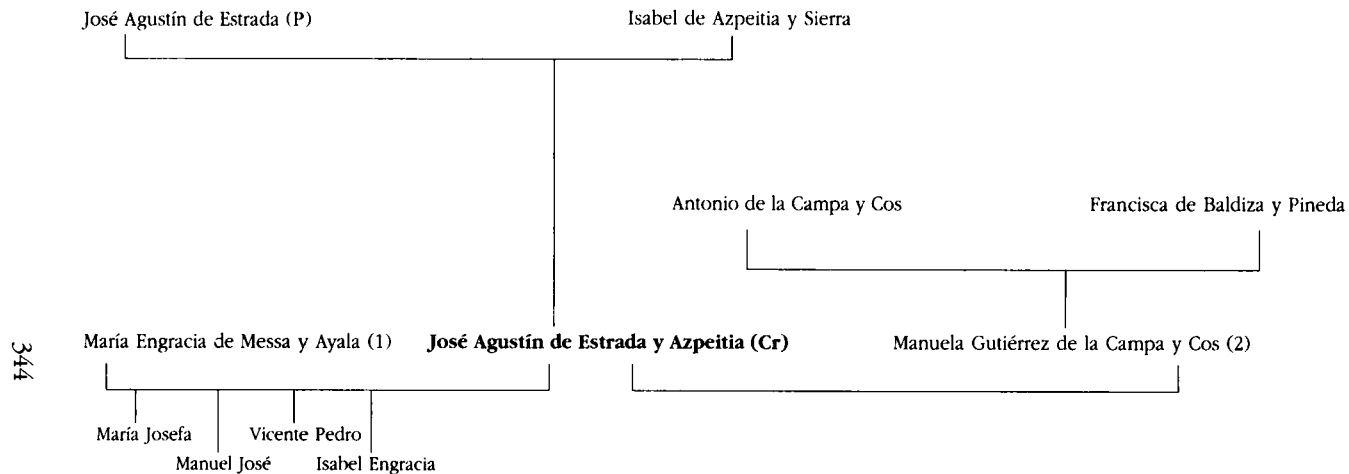 José Agustín de Estrada (P) Isabel de Azpeitia y Sierra
Antonio de la Campa y Cos Francisca de Baldiza y Pineda
María Engracia de Messa y Ayala (1) José Agustín de Estrada y Azpeitia (Cr) Manuela Gutiérrez de la Campa y Cos (2)
María Josefa Vicente Pedro
Manuel José Isabel Engracia
344